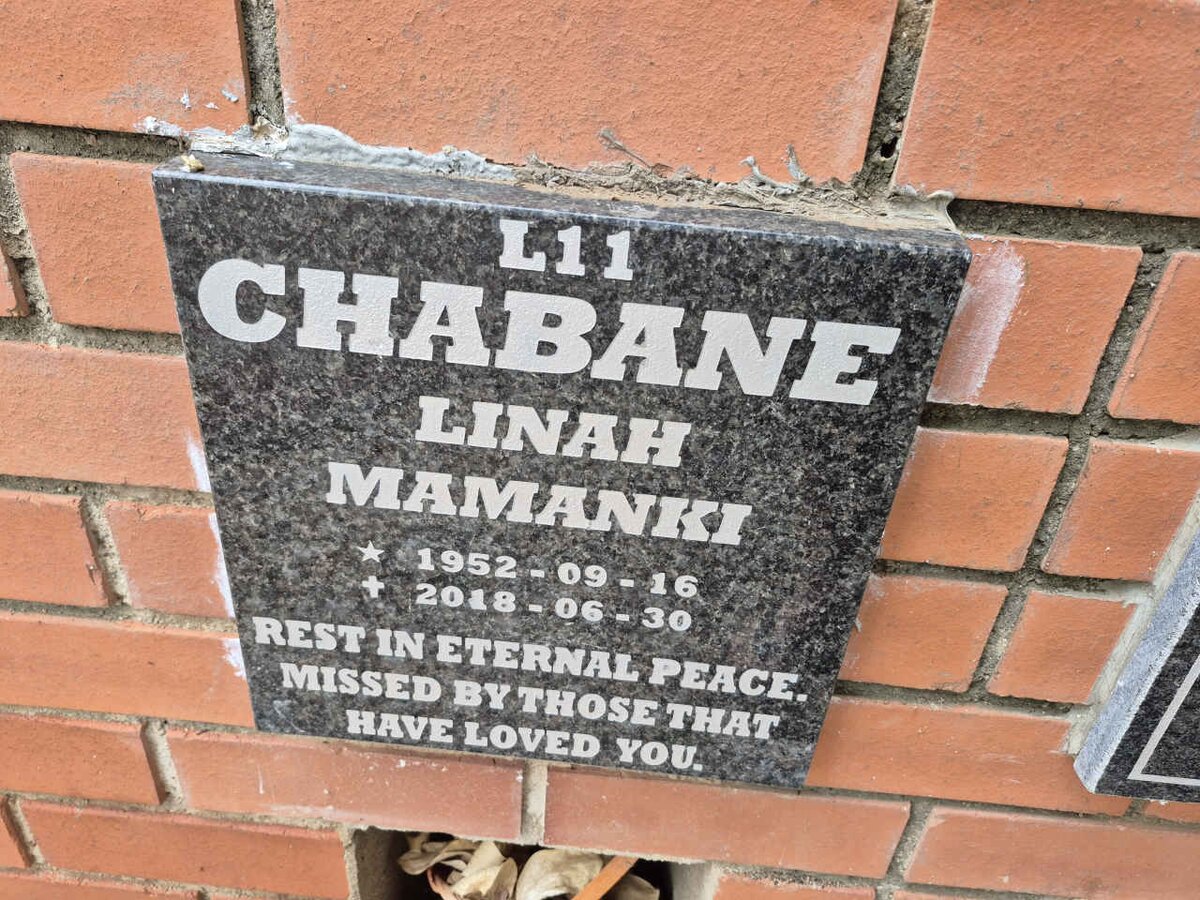 L11
CHABANE
LINAH
MAMANKI
★ 1952 - 09 - 16
✝ 2018 - 06 - 30
REST IN ETERNAL PEACE.
MISSED BY THOSE THAT
HAVE LOVED YOU.